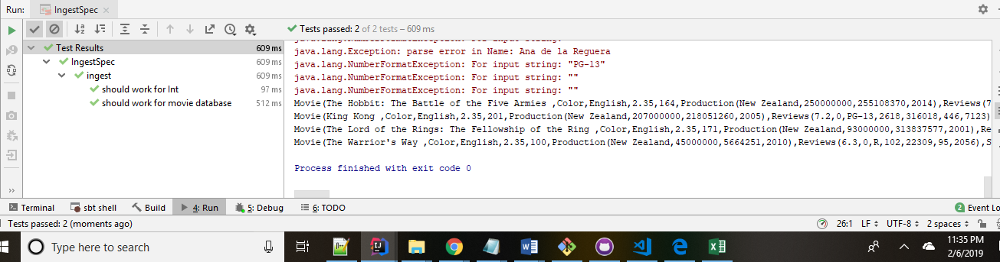 Run: IngestSpec
Tests passed: 2 of 2 tests – 609 ms
Test Results 609 ms
IngestSpec 609 ms
ingest 609 ms
should work for Int 97 ms
should work for movie database 512 ms
java.lang.NumberFormatException: For input string: ""
java.lang.Exception: parse error in Name: Ana de la Reguera
java.lang.NumberFormatException: For input string: "PG-13"
java.lang.NumberFormatException: For input string: ""
java.lang.NumberFormatException: For input string: ""
Movie(The Hobbit: The Battle of the Five Armies ,Color,English,2.35,164,Production(New Zealand,250000000,255108370,2014),Reviews(7
Movie(King Kong ,Color,English,2.35,201,Production(New Zealand,207000000,218051260,2005),Reviews(7.2,0,PG-13,2618,316018,446,7123)
Movie(The Lord of the Rings: The Fellowship of the Ring ,Color,English,2.35,171,Production(New Zealand,93000000,313837577,2001),Re
Movie(The Warrior's Way ,Color,English,2.35,100,Production(New Zealand,45000000,5664251,2010),Reviews(6.3,0,R,102,22309,95,2056),S
Process finished with exit code 0
>>
Terminal sbt shell Build 4: Run 5: Debug 6: TODO 2 Event Lo
Tests passed: 2 (moments ago) 26:1 LF UTF-8 2 spaces
Type here to search
11:35 PM
2/6/2019